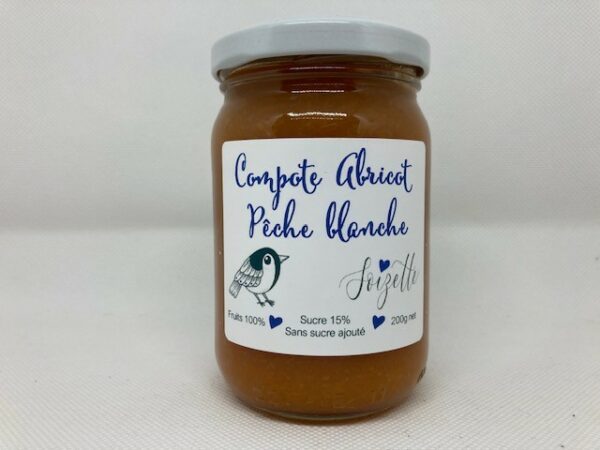 Compote Abricot
Pêche blanche
Soizette
Fruits 100% Sucre 15% 200g net
Sans sucre ajouté